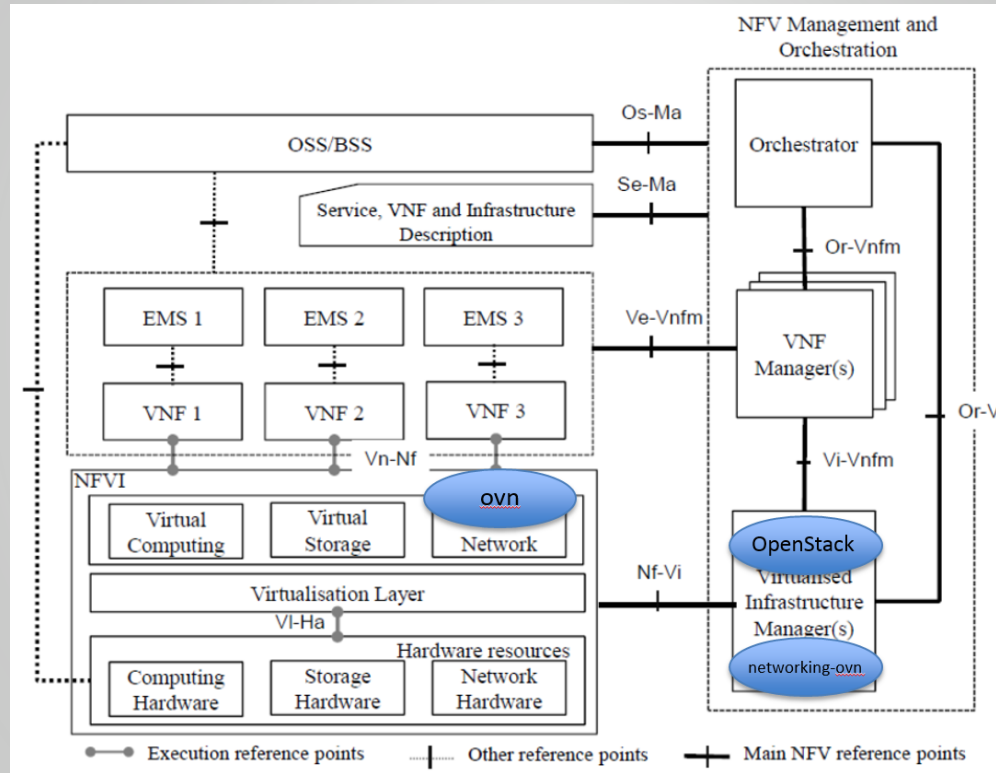 NFV Management and
Orchestration
Os-Ma
OSS/BSS
Orchestrator
Se-Ma
Service, VNF and Infrastructure
Description
Or-Vnfm
EMS 1
EMS 2
EMS 3
Ve-Vnfm
VNF
Manager(s)
VNF 1
VNF 2
VNF 3
Or-V
Vn-Nf
Vi-Vnfm
NFVI
ovn
Virtual
Computing
Virtual
Storage
Network
OpenStack
Virtualised
Infrastructure
Manager(s)
Nf-Vi
Virtualisation Layer
Vl-Ha
networking-ovn
Hardware resources
Computing
Hardware
Storage
Hardware
Network
Hardware
Execution reference points
Other reference points
Main NFV reference points